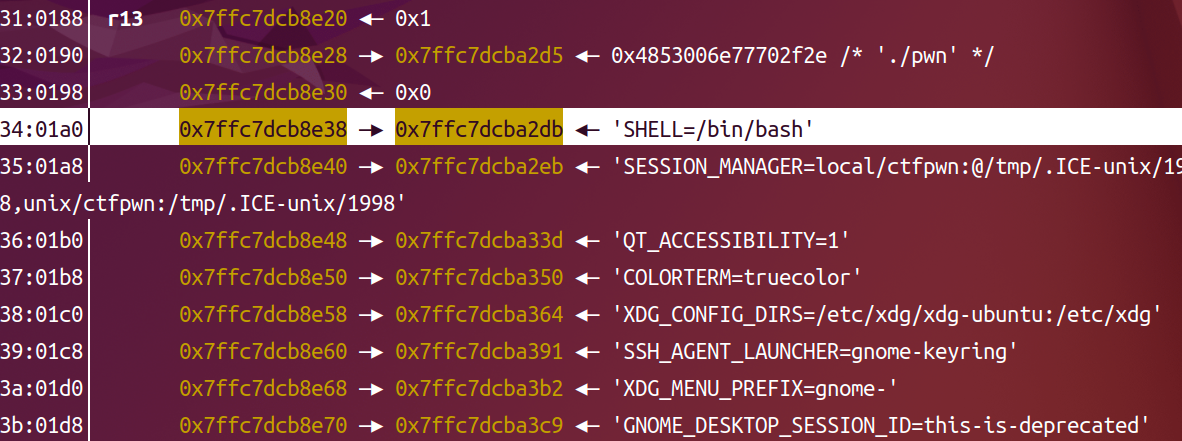 31:0188│ r13 0x7ffc7dcb8e20 ◂— 0x1
32:0190│ 0x7ffc7dcb8e28 —▸ 0x7ffc7dcba2d5 ◂— 0x4853006e77702f2e /* './pwn' */
33:0198│ 0x7ffc7dcb8e30 ◂— 0x0
34:01a0│ 0x7ffc7dcb8e38 —▸ 0x7ffc7dcba2db ◂— 'SHELL=/bin/bash'
35:01a8│ 0x7ffc7dcb8e40 —▸ 0x7ffc7dcba2eb ◂— 'SESSION_MANAGER=local/ctfpwn:@/tmp/.ICE-unix/19
8,unix/ctfpwn:/tmp/.ICE-unix/1998'
36:01b0│ 0x7ffc7dcb8e48 —▸ 0x7ffc7dcba33d ◂— 'QT_ACCESSIBILITY=1'
37:01b8│ 0x7ffc7dcb8e50 —▸ 0x7ffc7dcba350 ◂— 'COLORTERM=truecolor'
38:01c0│ 0x7ffc7dcb8e58 —▸ 0x7ffc7dcba364 ◂— 'XDG_CONFIG_DIRS=/etc/xdg/xdg-ubuntu:/etc/xdg'
39:01c8│ 0x7ffc7dcb8e60 —▸ 0x7ffc7dcba391 ◂— 'SSH_AGENT_LAUNCHER=gnome-keyring'
3a:01d0│ 0x7ffc7dcb8e68 —▸ 0x7ffc7dcba3b2 ◂— 'XDG_MENU_PREFIX=gnome-'
3b:01d8│ 0x7ffc7dcb8e70 —▸ 0x7ffc7dcba3c9 ◂— 'GNOME_DESKTOP_SESSION_ID=this-is-deprecated'